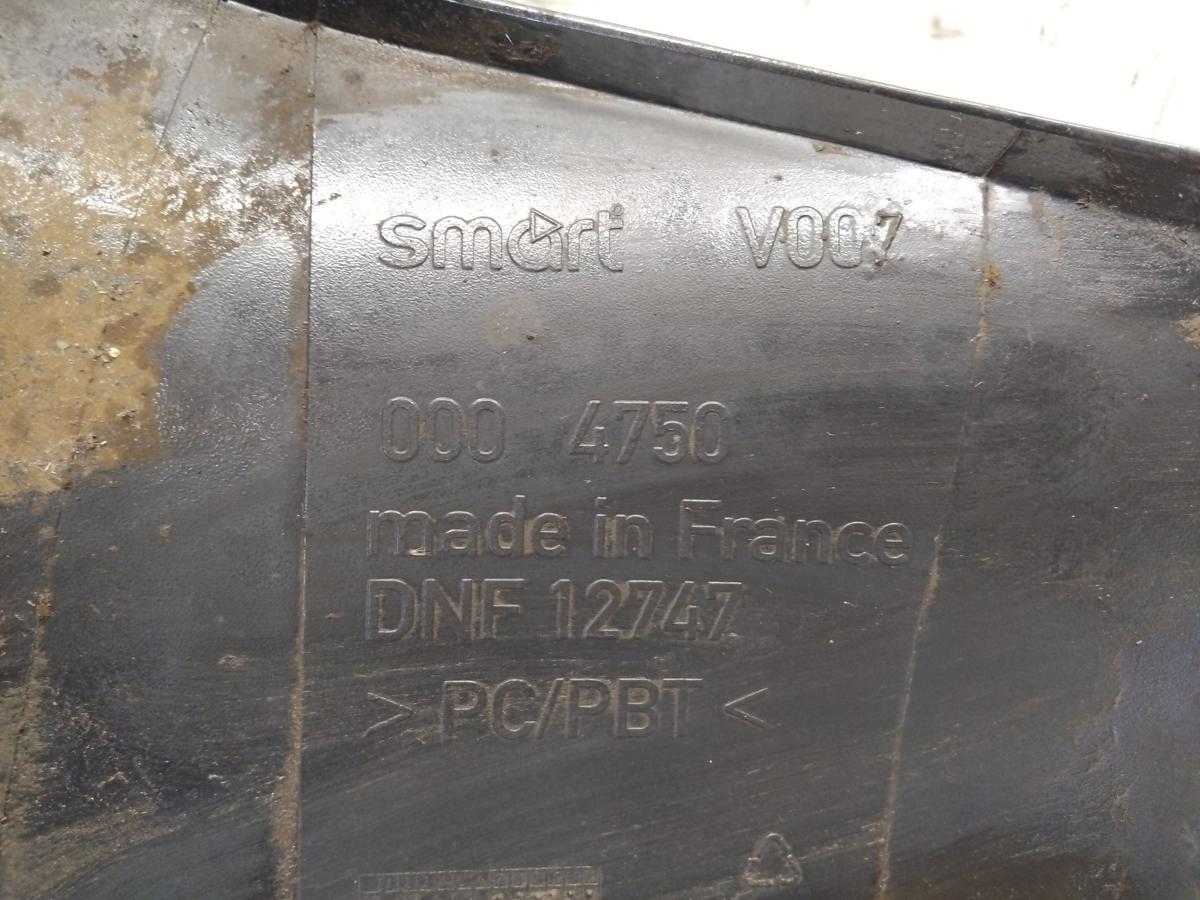 smart V007
000 4750
made in France
DNF 12747
> PC/PBT <